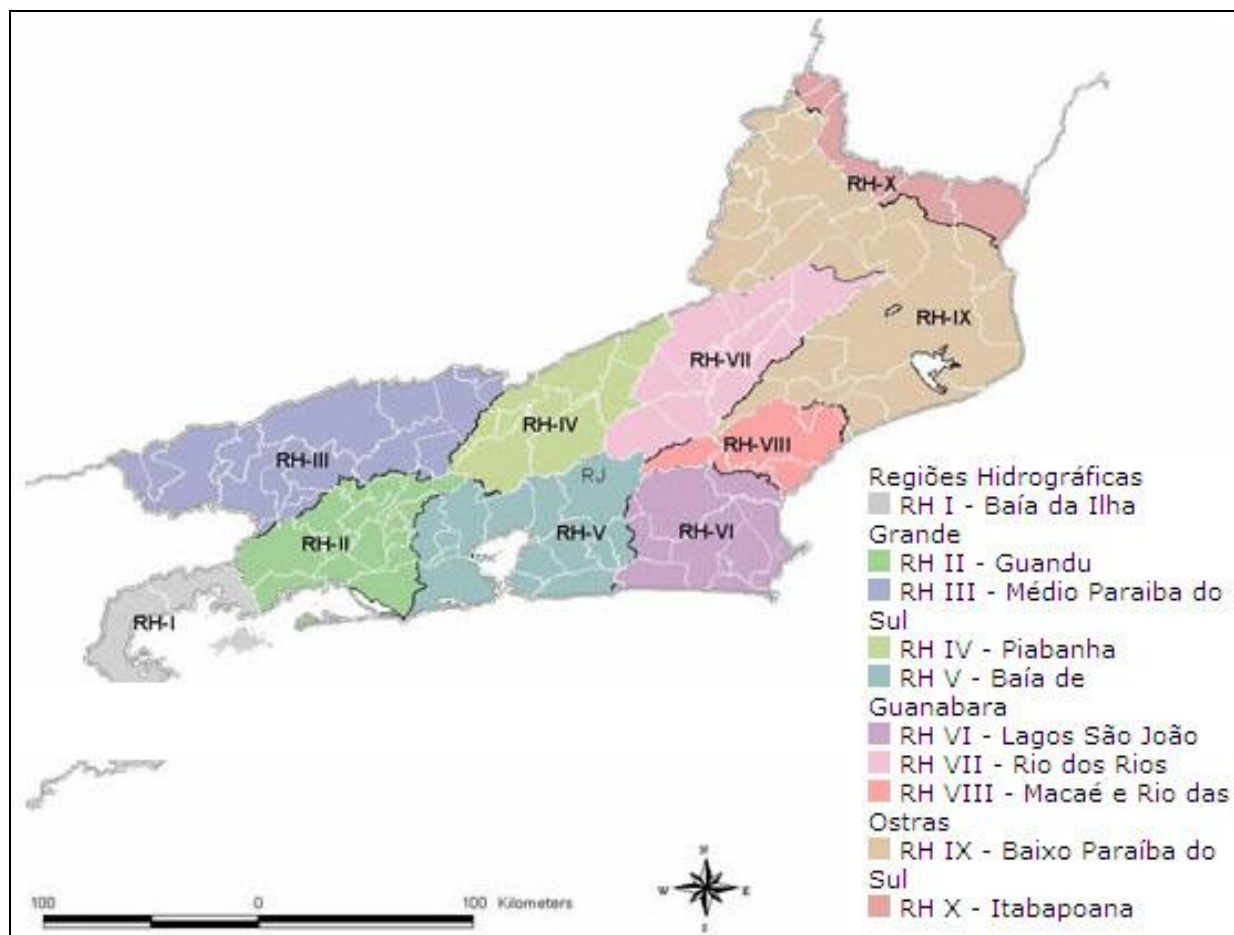 RH-X
RH-IX
RH-VII
RH-IV
RH-VIII
RH-III
RJ
RH-II
RH-V
RH-VI
RH-I
Regiões Hidrográficas
RH I - Baía da Ilha
Grande
RH II - Guandu
RH III - Médio Paraiba do
Sul
RH IV - Piabanha
RH V - Baía de
Guanabara
RH VI - Lagos São João
RH VII - Rio dos Rios
RH VIII - Macaé e Rio das
Ostras
RH IX - Baixo Paraíba do
Sul
RH X - Itabapoana
N
W E
100 0 100 Kilometers